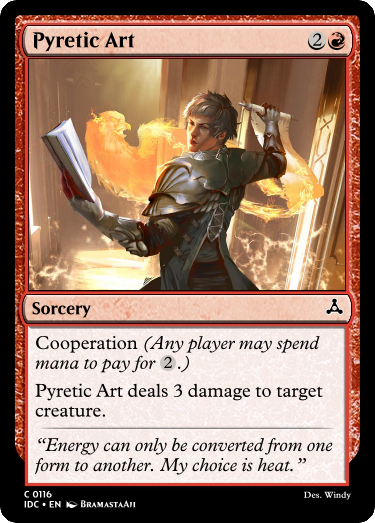 Pyretic Art 2
Sorcery
Cooperation (Any player may spend
mana to pay for 2.)
Pyretic Art deals 3 damage to target
creature.
“Energy can only be converted from one
form to another. My choice is heat.”
C 0116
IDC • EN BramastaAji Des. Windy